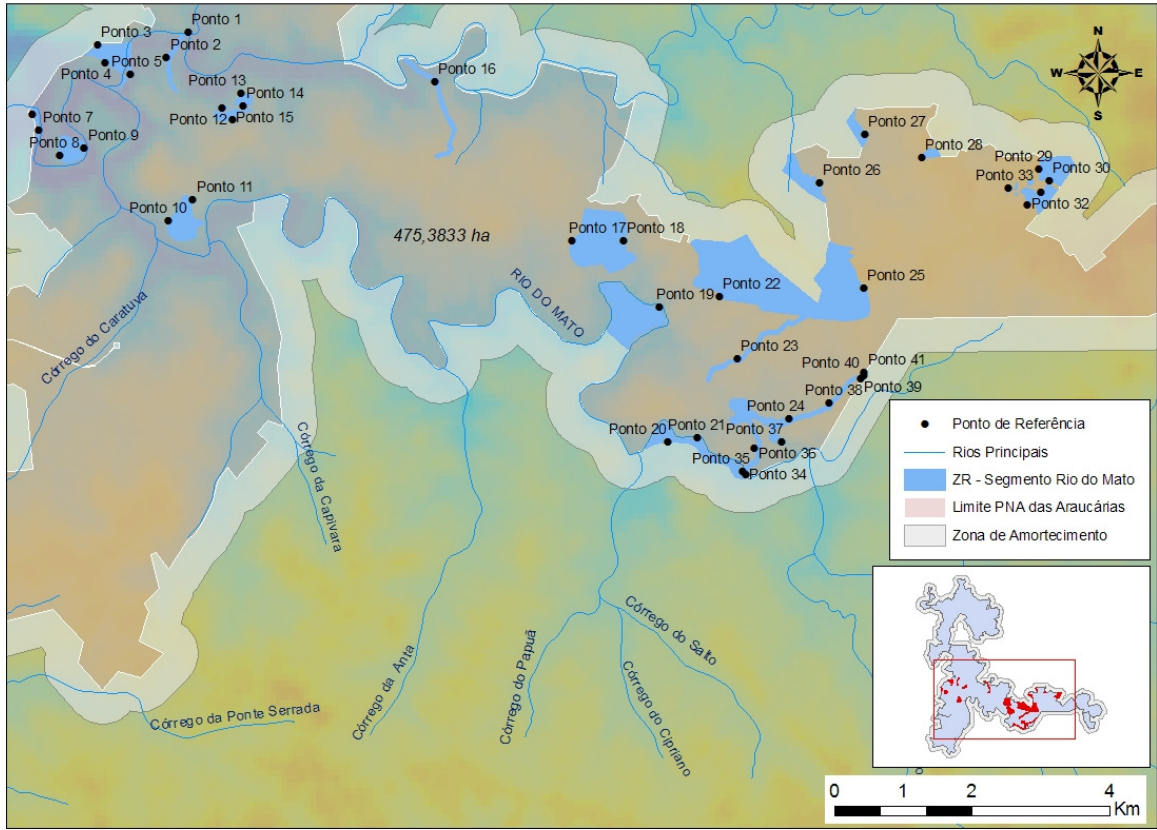 Ponto 1
Ponto 3
Ponto 2
Ponto 5
Ponto 4
Ponto 16
Ponto 13
Ponto 14
Ponto 7
Ponto 12
Ponto 15
Ponto 9
Ponto 8
Ponto 11
Ponto 10
N
W
E
S
Ponto 27
Ponto 28
Ponto 29
Ponto 30
Ponto 33
Ponto 26
Ponto 32
475,3833 ha
Ponto 17
Ponto 18
RIO DO MATO
Ponto 25
Ponto 22
Ponto 19
Córrego do Caratuva
Ponto 23
Ponto 41
Ponto 40
Ponto 39
Ponto 38
Ponto 24
Ponto 21
Ponto 20
Ponto 37
Ponto 36
Ponto 35
Ponto 34
Córrego da Capivara
Ponto de Referência
Rios Principais
ZR - Segmento Rio do Mato
Limite PNA das Araucárias
Zona de Amortecimento
Córrego da Anta
Córrego do Papuã
Córrego do Salto
Córrego do Cipriano
Córrego da Ponte Serrada
0 1 2 4
Km